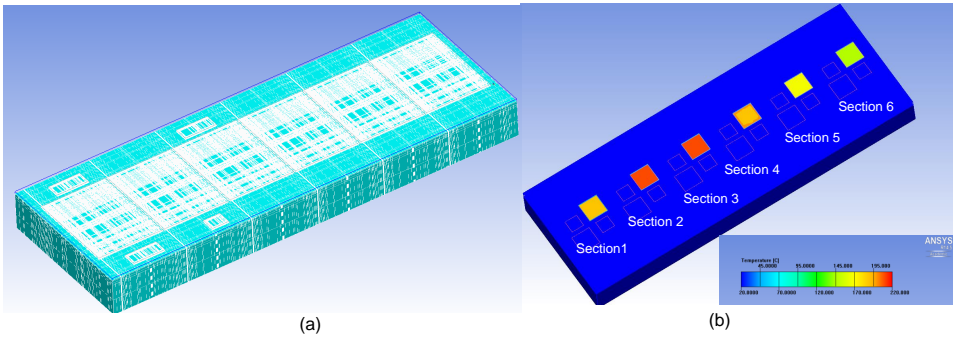 Section 6
Section 5
Section 4
Section 3
Section 2
Section1
ANSYS
Temperature [C]
45.0000 95.0000 145.000 195.000
20.0000 70.0000 120.000 170.000 220.000
(a)
(b)